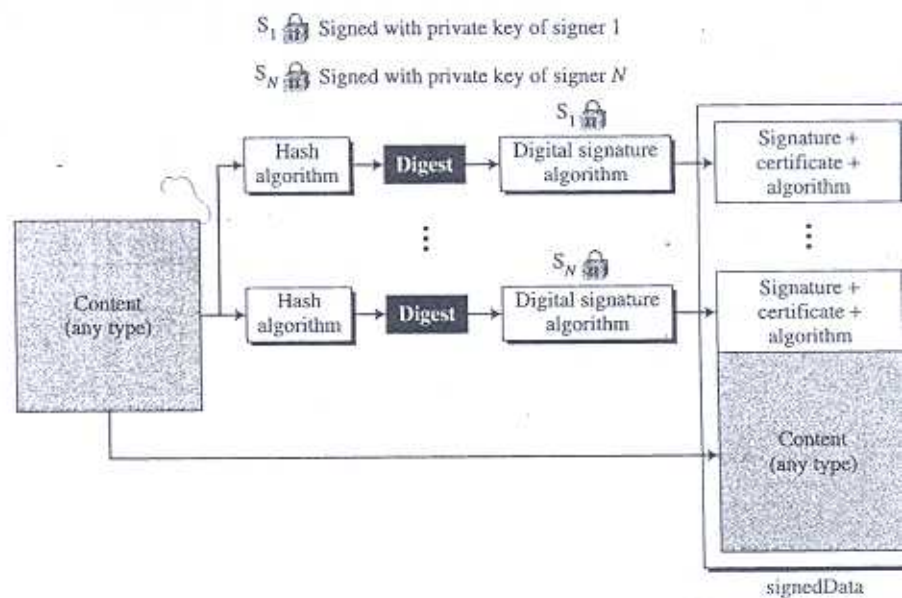 S1 Signed with private key of signer 1
SN Signed with private key of signer N
S1
Hash
algorithm
Digest
Digital signature
algorithm
Signature +
certificate +
algorithm
SN
Content
(any type)
Hash
algorithm
Digest
Digital signature
algorithm
Signature +
certificate +
algorithm
Content
(any type)
signedData